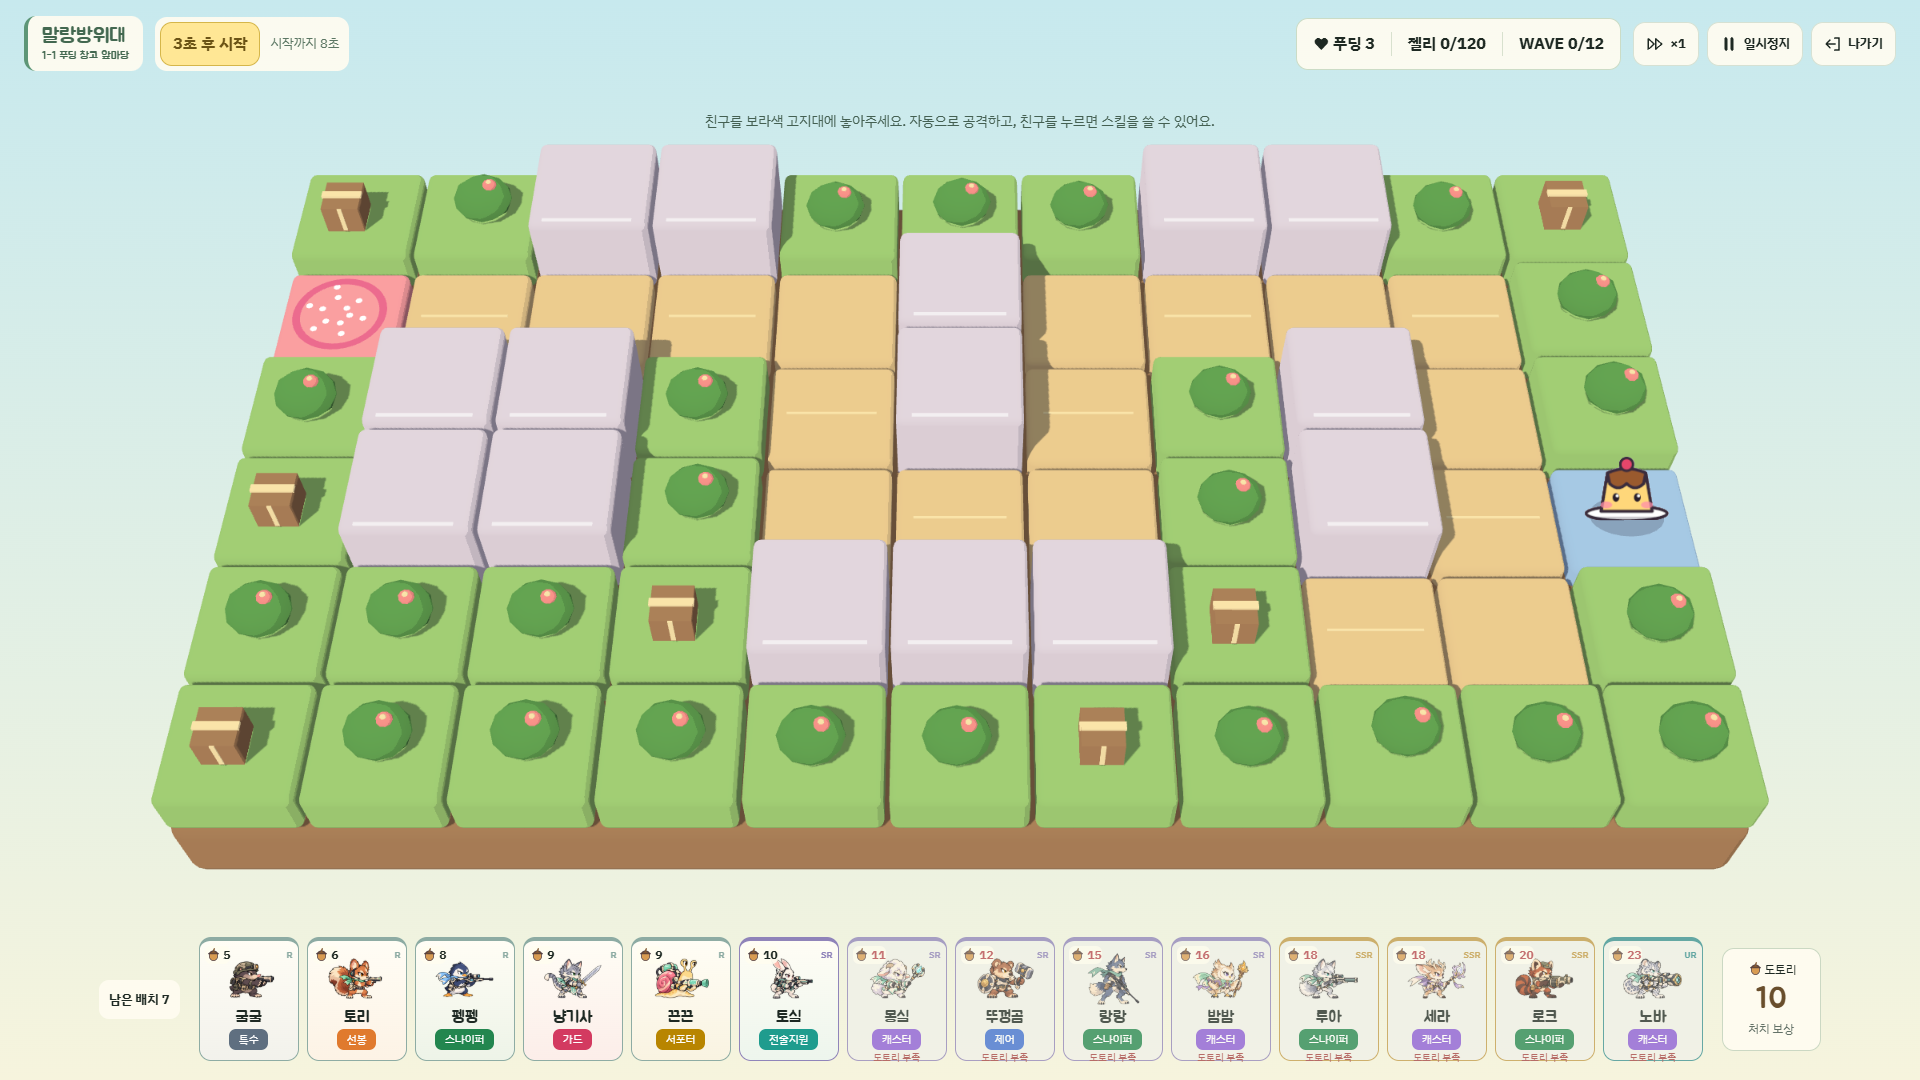 말랑방위대
1-1 푸딩 창고 앞마당
3초 후 시작
시작까지 8초
푸딩 3
젤리 0/120
WAVE 0/12
×1
일시정지
나가기
친구를 보라색 고지대에 놓아주세요. 자동으로 공격하고, 친구를 누르면 스킬을 쓸 수 있어요.
남은 배치 7
5 R
굴굴
특수
6 R
토리
선봉
8 R
펭펭
스나이퍼
9 R
냥기사
가드
9 R
끈끈
서포터
10 SR
토심
전술지원
11 SR
몽실
캐스터
도토리 부족
12 SR
뚜껑곰
제어
도토리 부족
15 SR
랑랑
스나이퍼
도토리 부족
16 SR
밤밤
캐스터
도토리 부족
18 SSR
투아
스나이퍼
도토리 부족
18 SSR
세라
캐스터
도토리 부족
20 SSR
로크
스나이퍼
도토리 부족
23 UR
노바
캐스터
도토리 부족
도토리
10
처치 보상